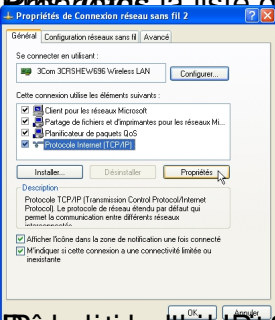 la liste
Propriétés de Connexion réseau sans fil 2
Général Configuration réseaux sans fil Avancé
Se connecter en utilisant :
3Com 3CRSHEW696 Wireless LAN Configurer...
Cette connexion utilise les éléments suivants :
Client pour les réseaux Microsoft
Partage de fichiers et d'imprimantes pour les réseaux Mi...
Planificateur de paquets QoS
Protocole Internet (TCP/IP)
Installer... Désinstaller Propriétés
Description
Protocole TCP/IP (Transmission Control Protocol/Internet
Protocol). Le protocole de réseau étendu par défaut qui
permet la communication entre différents réseaux
interconnectés
Afficher l'icône dans la zone de notification une fois connecté
M'indiquer si cette connexion a une connectivité limitée ou
inexistante
OK Annuler